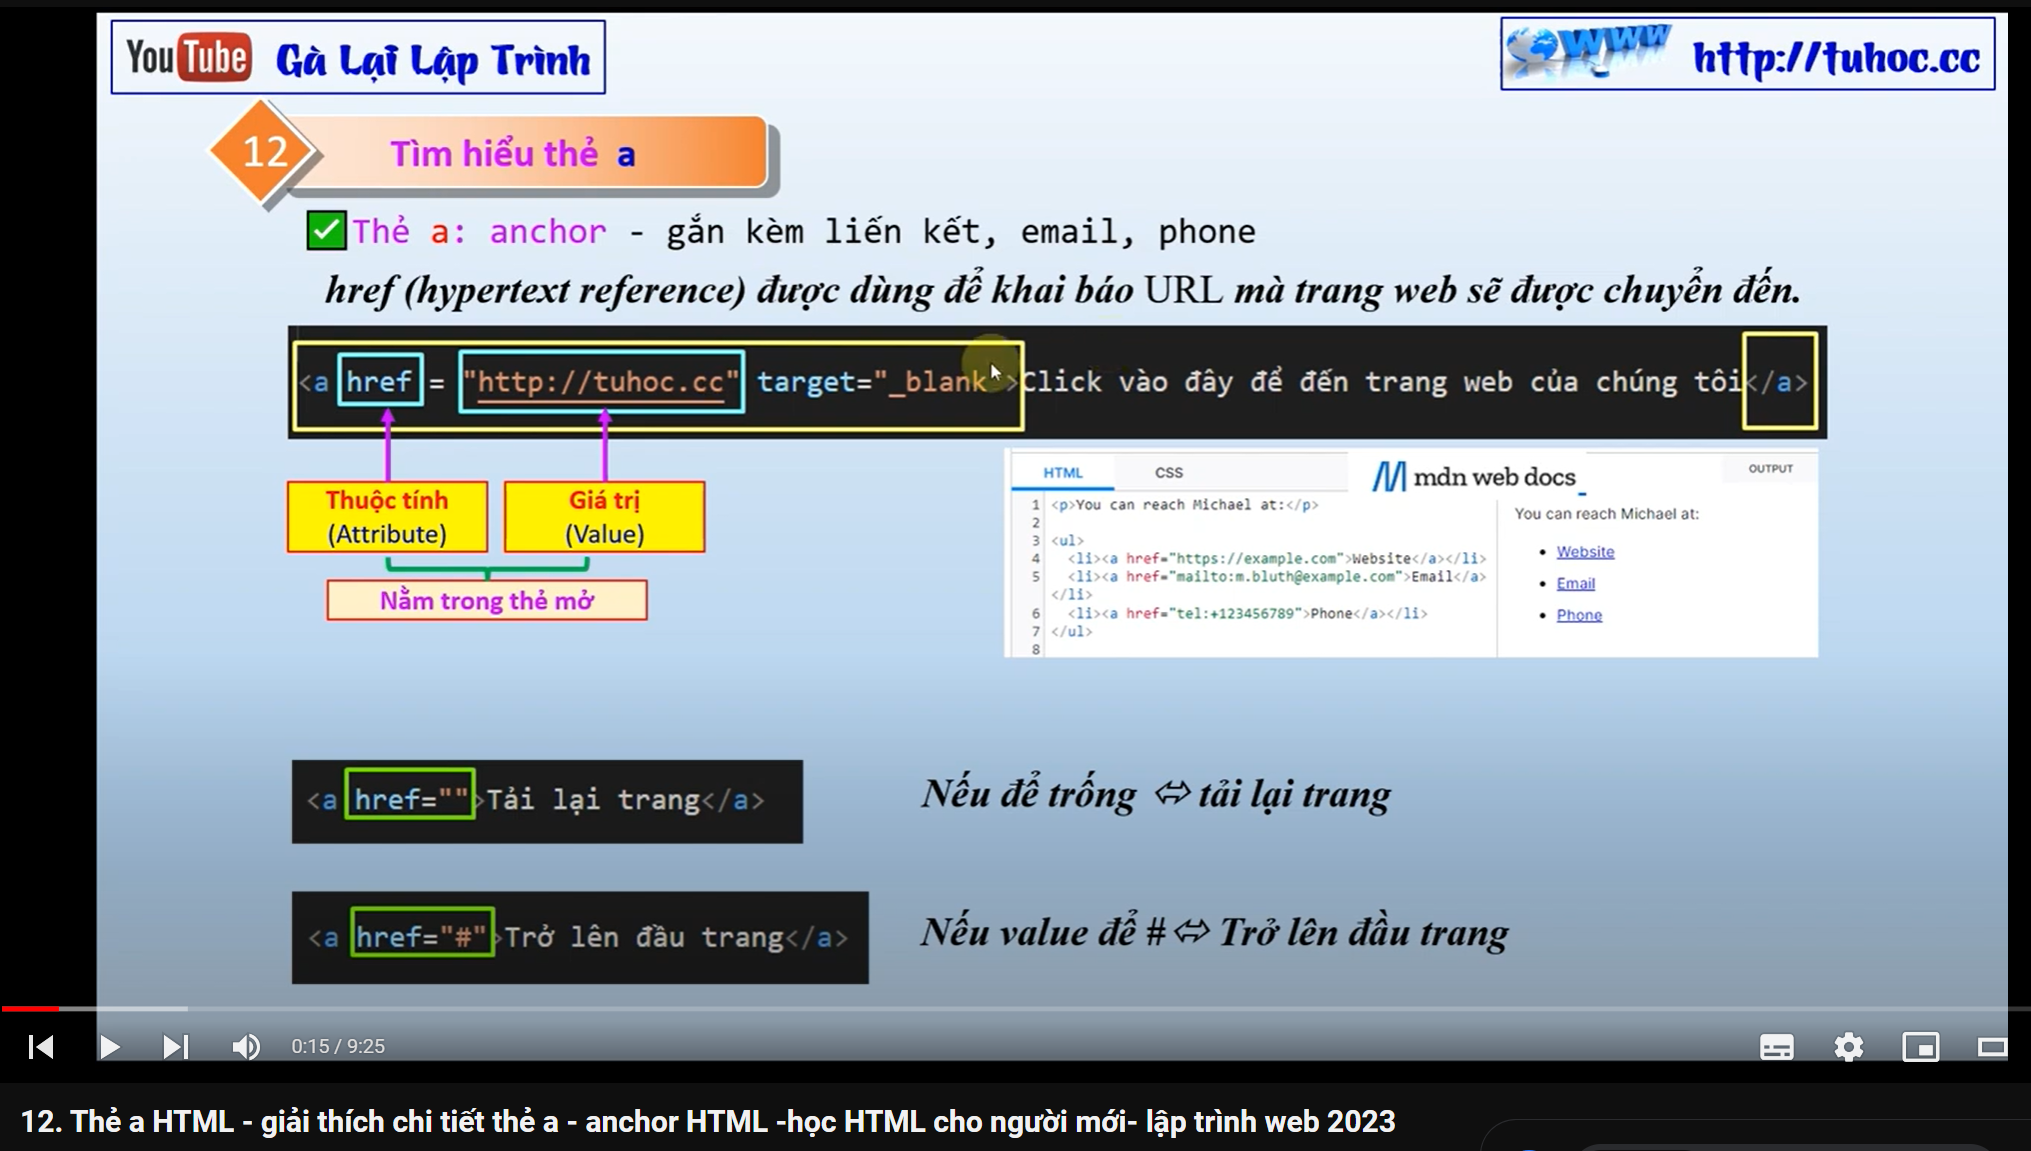 YouTube Gà Lại Lập Trình
WWW http://tuhoc.cc
12 Tìm hiểu thẻ a
Thẻ a: anchor - gắn kèm liến kết, email, phone
href (hypertext reference) được dùng để khai báo URL mà trang web sẽ được chuyển đến.
<a href = "http://tuhoc.cc" target="_blank">Click vào đây để đến trang web của chúng tôi</a>
Thuộc tính
(Attribute)
Giá trị
(Value)
Nằm trong thẻ mở
HTML CSS mdn web docs OUTPUT
1 <p>You can reach Michael at:</p>
2
3 <ul>
4 <li><a href="https://example.com">Website</a></li>
5 <li><a href="mailto:m.bluth@example.com">Email</a>
</li>
6 <li><a href="tel:+123456789">Phone</a></li>
7 </ul>
8
You can reach Michael at:
• Website
• Email
• Phone
<a href="">Tải lại trang</a>
Nếu để trống ⇔ tải lại trang
<a href="#">Trở lên đầu trang</a>
Nếu value để # ⇔ Trở lên đầu trang
0:15 / 9:25
12. Thẻ a HTML - giải thích chi tiết thẻ a - anchor HTML -học HTML cho người mới- lập trình web 2023